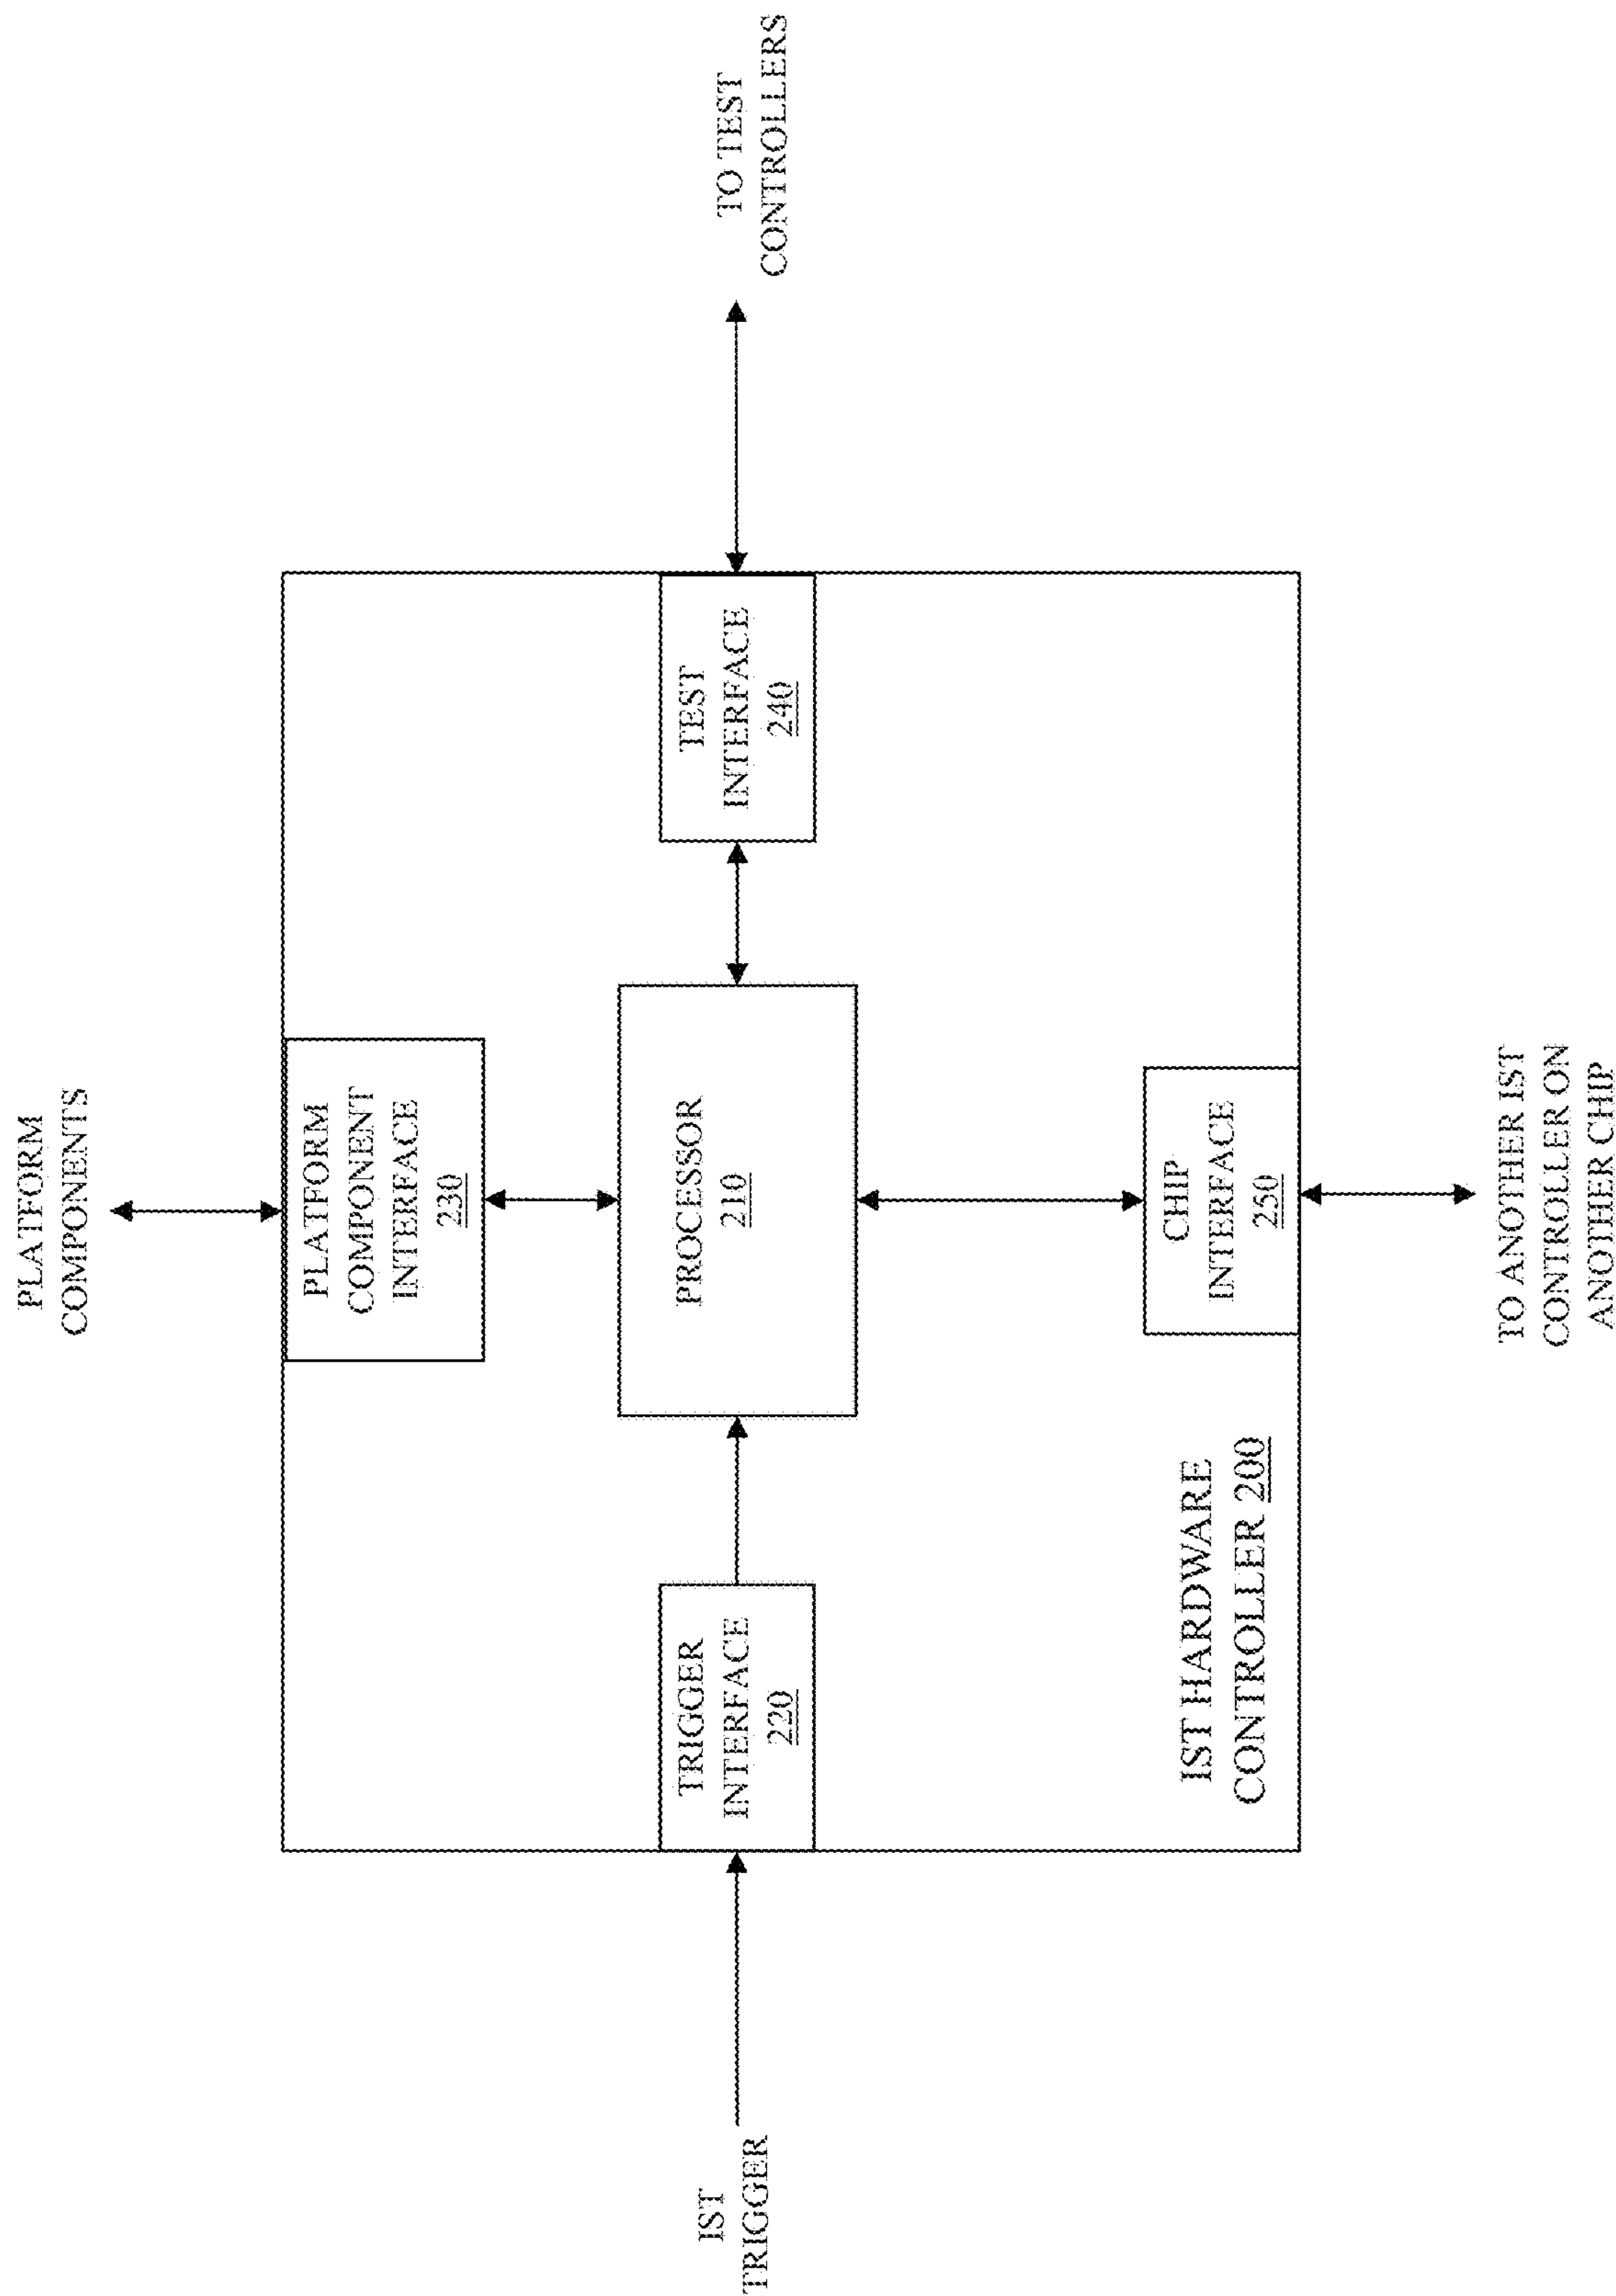 PLATFORM
COMPONENTS
PLATFORM
COMPONENT
INTERFACE
230
IST
TRIGGER
TRIGGER
INTERFACE
220
PROCESSOR
210
TEST
INTERFACE
240
TO TEST
CONTROLLERS
CHIP
INTERFACE
250
IST HARDWARE
CONTROLLER 200
TO ANOTHER IST
CONTROLLER ON
ANOTHER CHIP